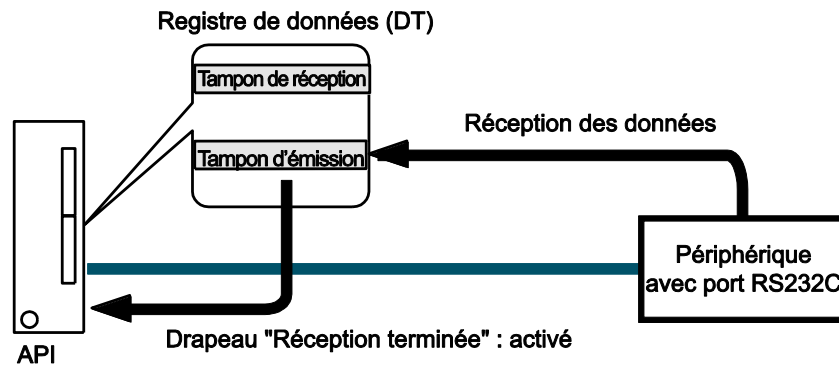 Registre de données (DT)
Tampon de réception
Réception des données
Tampon d'émission
Périphérique
avec port RS232C
Drapeau "Réception terminée" : activé
API